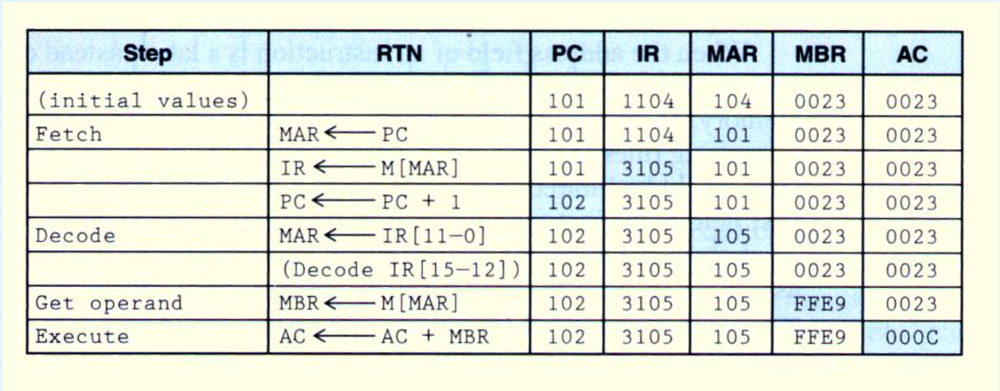 Step RTN PC IR MAR MBR AC
(initial values) 101 1104 104 0023 0023
Fetch MAR ← PC 101 1104 101 0023 0023
IR ← M[MAR] 101 3105 101 0023 0023
PC ← PC + 1 102 3105 101 0023 0023
Decode MAR ← IR[11—0] 102 3105 105 0023 0023
(Decode IR[15—12]) 102 3105 105 0023 0023
Get operand MBR ← M[MAR] 102 3105 105 FFE9 0023
Execute AC ← AC + MBR 102 3105 105 FFE9 000C